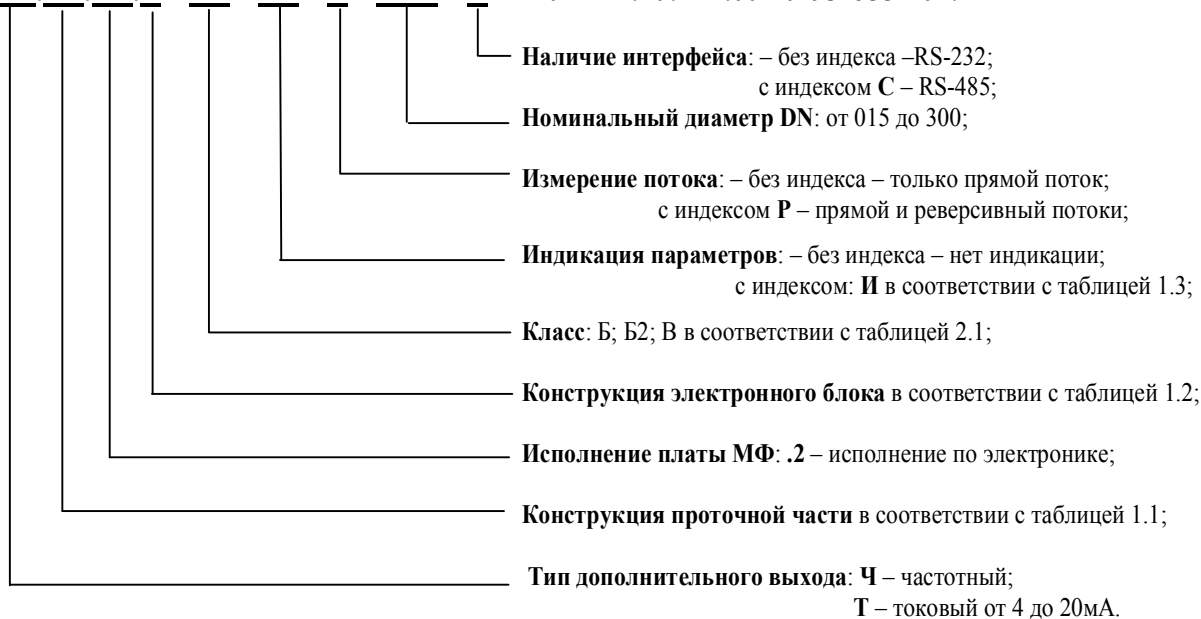 Наличие интерфейса: – без индекса –RS-232;
с индексом С – RS-485;
Номинальный диаметр DN: от 015 до 300;
Измерение потока: – без индекса – только прямой поток;
с индексом Р – прямой и реверсивный потоки;
Индикация параметров: – без индекса – нет индикации;
с индексом: И в соответствии с таблицей 1.3;
Класс: Б; Б2; В в соответствии с таблицей 2.1;
Конструкция электронного блока в соответствии с таблицей 1.2;
Исполнение платы МФ: .2 – исполнение по электронике;
Конструкция проточной части в соответствии с таблицей 1.1;
Тип дополнительного выхода: Ч – частотный;
Т – токовый от 4 до 20мА.